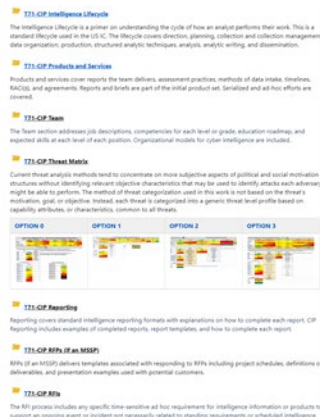 T71-CIP Intelligence Lifecycle
The Intelligence Lifecycle is a primer on understanding the cycle of how an analyst performs their work. This is a
standard lifecycle used in the US IC. The lifecycle covers direction, planning, collection and collection management,
data organization, production, structured analytic techniques, analysis, analytic writing, and dissemination.
T71-CIP Products and Services
Products and services cover reports the team delivers, assessment practices, methods of data intake, timelines,
RACI(s), and agreements. Reports and briefs are part of the initial product set. Serialized and ad-hoc efforts are
covered.
T71-CIP Team
The Team section addresses job descriptions, competencies for each level or grade, education roadmap, and
expected skills at each level of each position. Organizational models for cyber intelligence are included.
T71-CIP Threat Matrix
Current threat analysis methods tend to concentrate on more subjective aspects of political and social motivation
structures without identifying relevant objective characteristics that may be used to identify attacks each adversary
might be able to perform. The method of threat categorization used in this work is not based on the threat's
motivation, goal, or objective. Instead, each threat is categorized into a generic threat level profile based on
capability attributes, or characteristics, common to all threats.
OPTION 0 OPTION 1 OPTION 2 OPTION 3
T71-CIP Reporting
Reporting covers standard intelligence reporting formats with explanations on how to complete each report. CIP
Reporting includes examples of completed reports, report templates, and how to complete each report.
T71-CIP RFPs (If an MSSP)
RFPs (If an MSSP) delivers templates associated with responding to RFPs including project schedules, definitions of
deliverables, and presentation examples used with potential customers.
T71-CIP RFIs
The RFI process includes any specific time-sensitive ad hoc requirement for intelligence information or products to
support an ongoing event or incident not necessarily related to standing requirements or scheduled intelligence